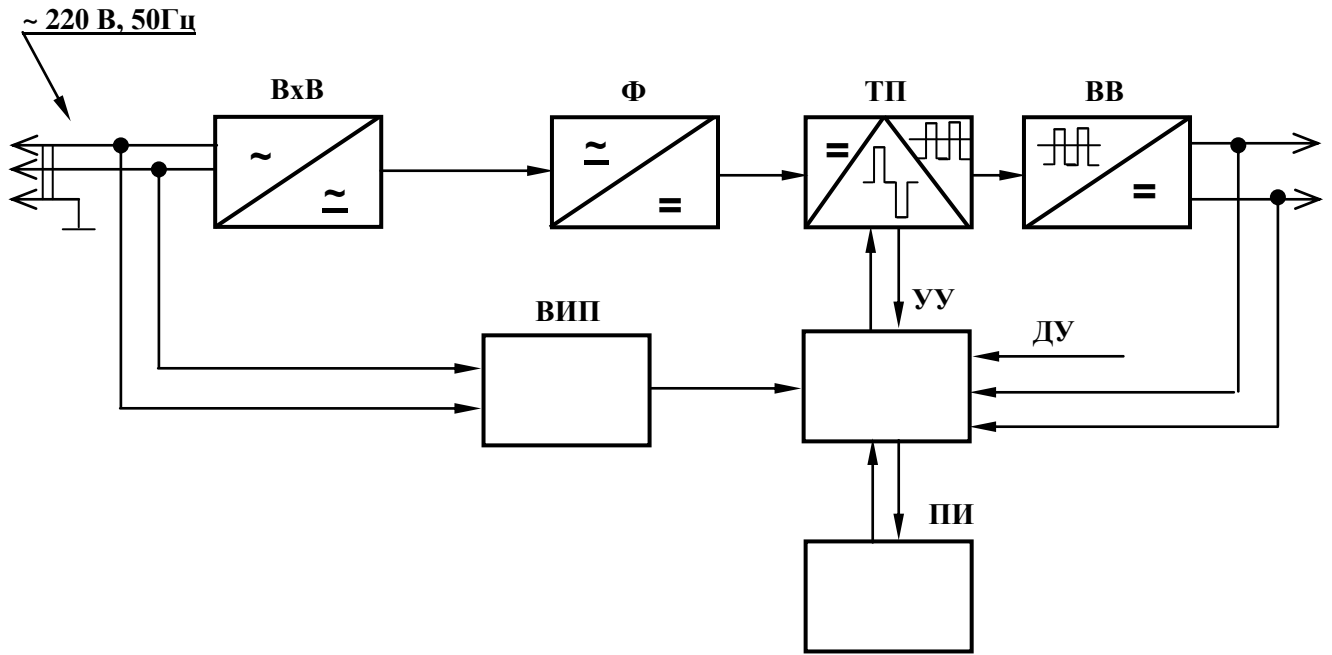 ~ 220 В, 50Гц
ВхВ
Ф
ТП
ВВ
~
≂
≂
=
=
=
УУ
ВИП
ДУ
ПИ